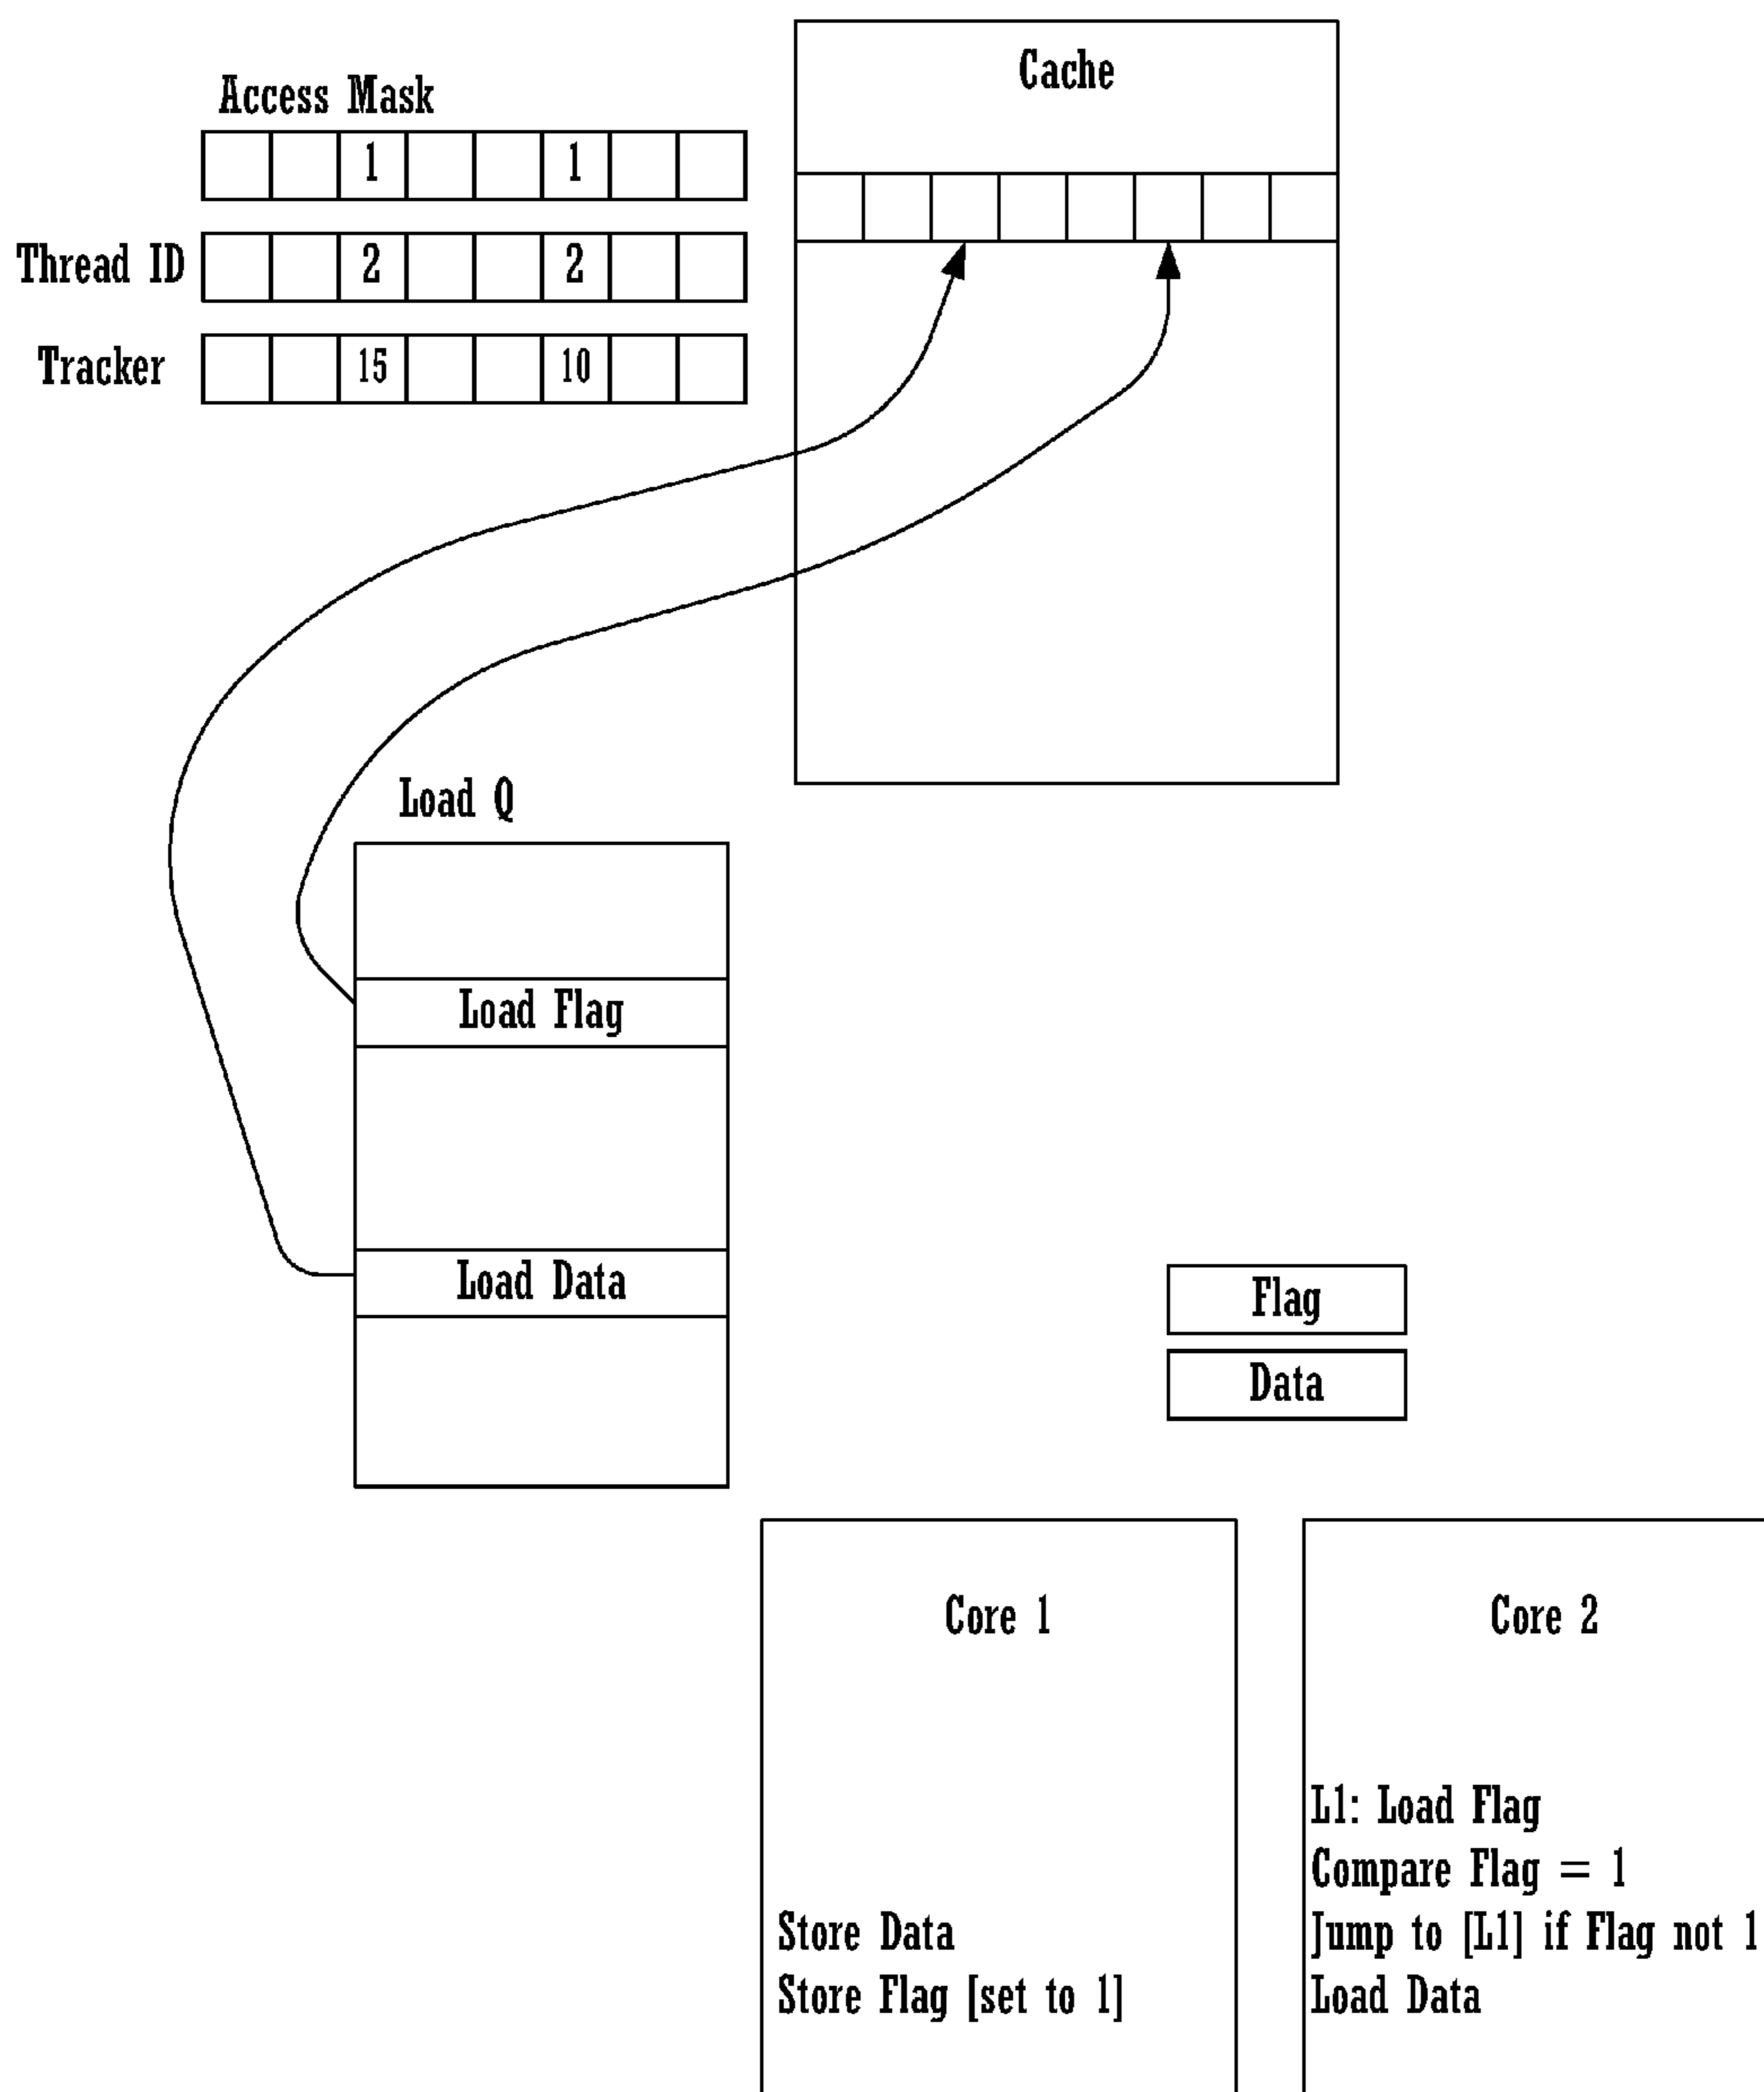 Cache
Access Mask
1 1
Thread ID 2 2
Tracker 15 10
Load Q
Load Flag
Load Data
Flag
Data
Core 1
Store Data
Store Flag [set to 1]
Core 2
L1: Load Flag
Compare Flag = 1
Jump to [L1] if Flag not 1
Load Data